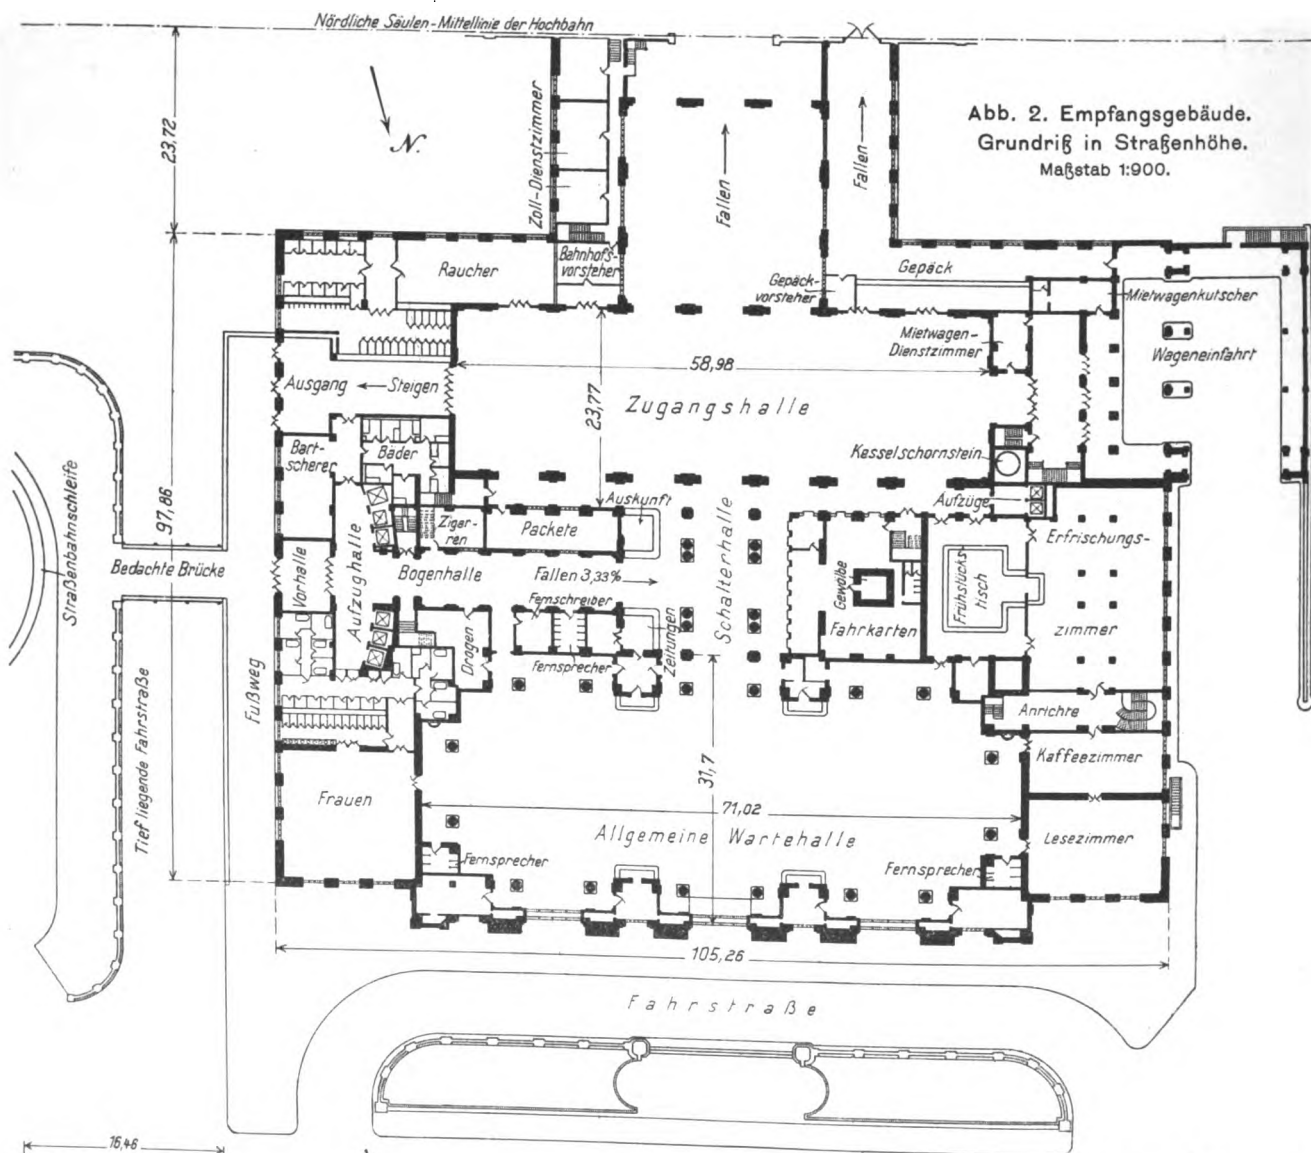 Nördliche Säulen-Mittellinie der Hochbahn
23,72
N.
Zoll-Dienstzimmer
Fallen
Fallen
Abb. 2. Empfangsgebäude.
Grundriß in Straßenhöhe.
Maßstab 1:900.
Raucher
Bahnhofs-
vorsteher
Gepäck-
vorsteher
Gepäck
Mietwagenkutscher
Mietwagen-
Dienstzimmer
Wageneinfahrt
58,98
23,77
Zugangshalle
Ausgang
Steigen
Bart-
scherer
Bäder
Kesselschornstein
Aufzüge
Auskunft
Zigar-
ren
Packete
Schalterhalle
Erfrischungs-
zimmer
Frühstücks-
tisch
Gewölbe
Fahrkarten
97,86
Straßenbahnschleife
Bedachte Brücke
Vorhalle
Aufzughalle
Bogenhalle
Fallen 3,33%
Fernschreiber
Fernsprecher
Zeitungen
Drogen
Fußweg
Tief liegende Fahrstraße
Anrichte
Kaffeezimmer
Lesezimmer
Frauen
31,7
71,02
Allgemeine Wartehalle
Fernsprecher
Fernsprecher
105,26
Fahrstraße
16,46